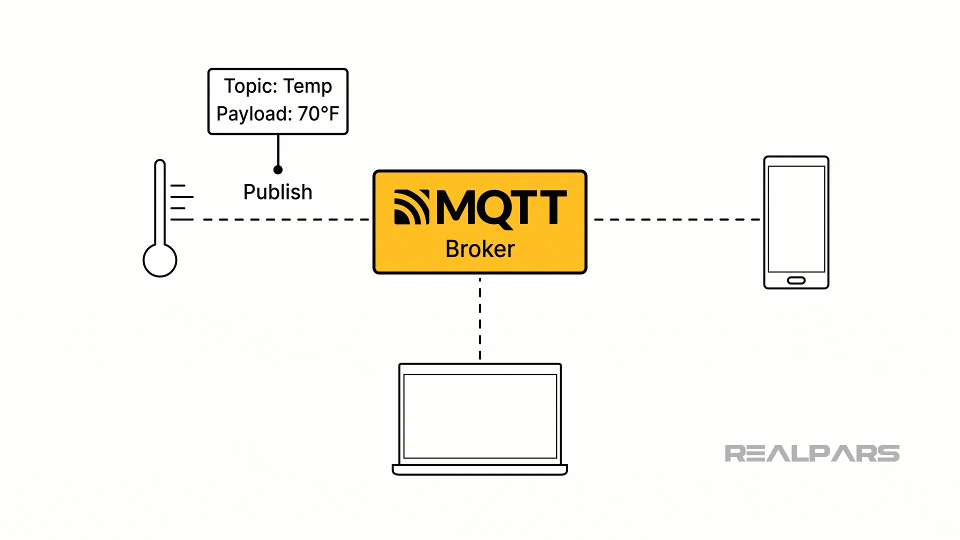 Topic: Temp
Payload: 70°F
Publish
MQTT
Broker
REALPARS